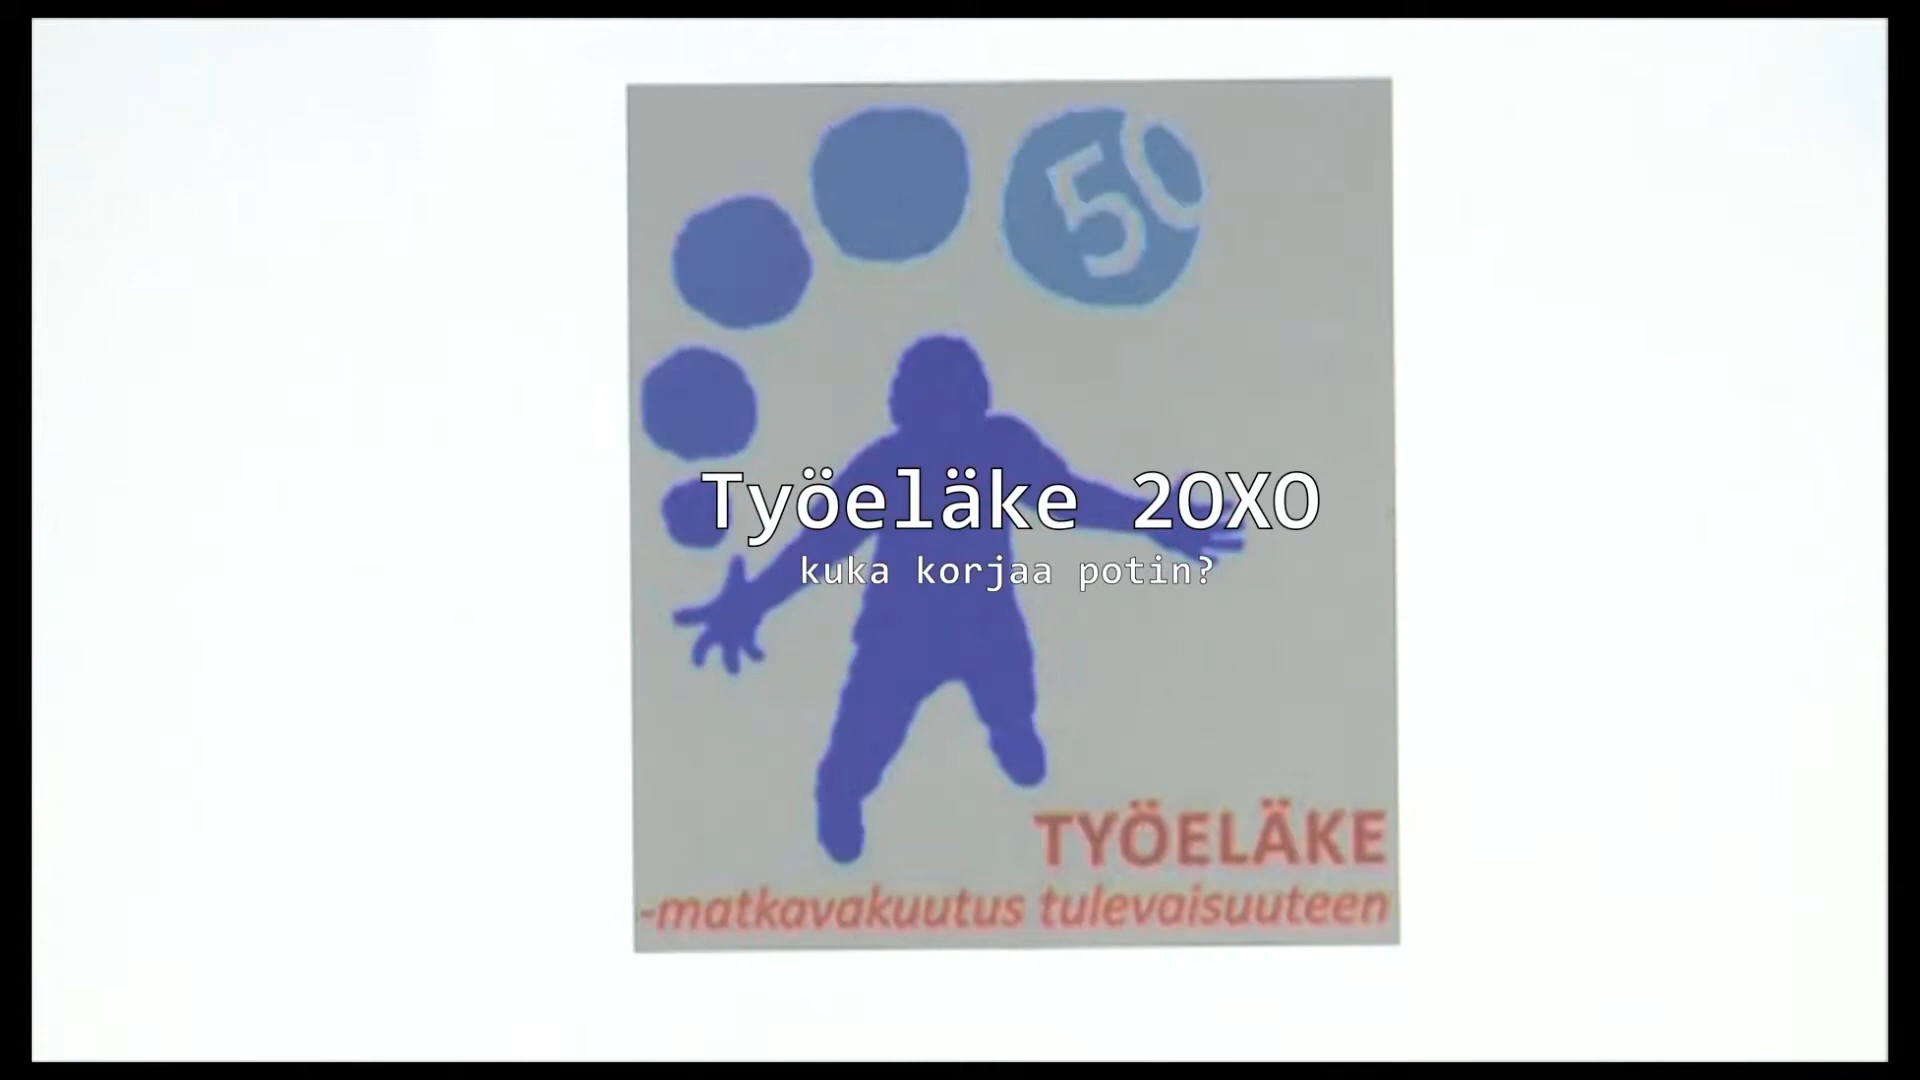 50
Työeläke 20X0
kuka korjaa potin?
TYÖELÄKE
-matkavakuutus tulevaisuuteen